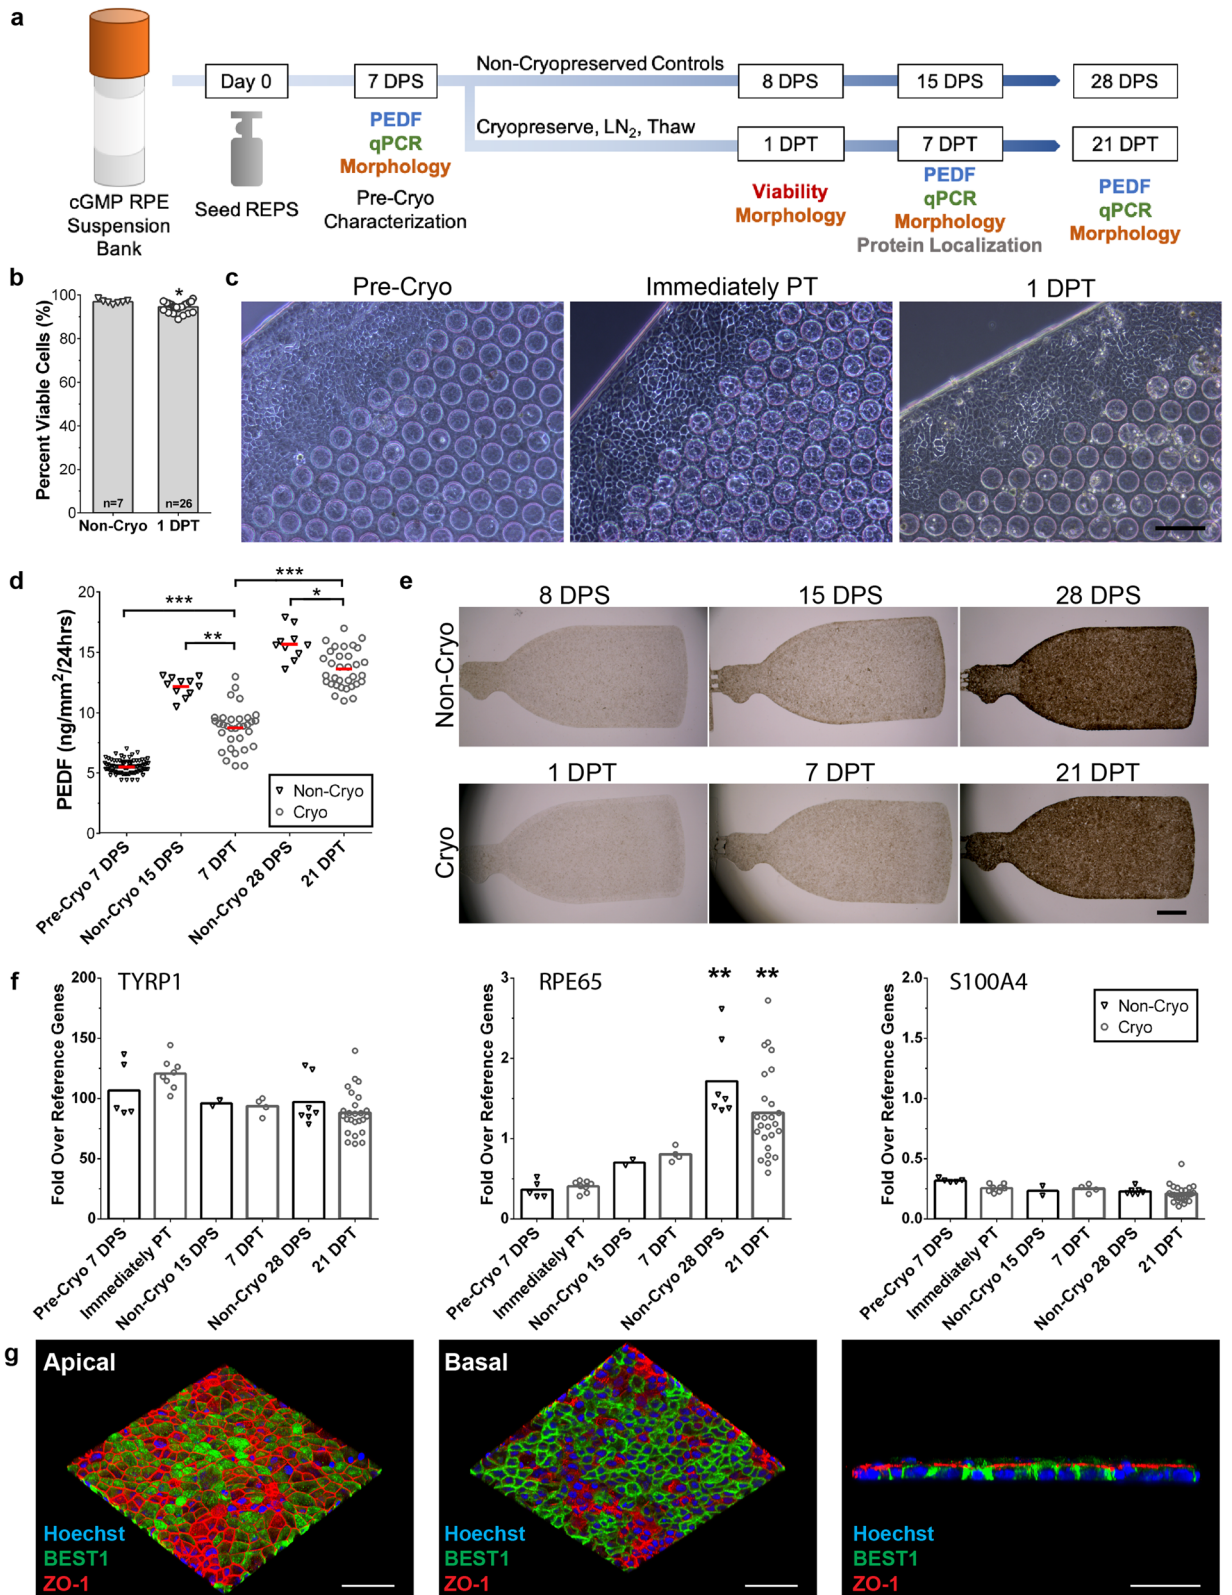 a
Day 0
7 DPS
Non-Cryopreserved Controls
8 DPS
15 DPS
28 DPS
Cryopreserve, LN2, Thaw
1 DPT
7 DPT
21 DPT
PEDF
qPCR
Morphology
Pre-Cryo
Characterization
cGMP RPE
Suspension
Bank
Seed REPS
Viability
Morphology
PEDF
qPCR
Morphology
Protein Localization
PEDF
qPCR
Morphology
b
Percent Viable Cells (%)
100
80
60
40
20
0
*
n=7
n=26
Non-Cryo
1 DPT
c
Pre-Cryo
Immediately PT
1 DPT
d
PEDF (ng/mm2/24hrs)
20
15
10
5
0
***
**
***
*
Non-Cryo
Cryo
Pre-Cryo 7 DPS
Non-Cryo 15 DPS
7 DPT
Non-Cryo 28 DPS
21 DPT
e
8 DPS
15 DPS
28 DPS
Non-Cryo
1 DPT
7 DPT
21 DPT
Cryo
f
TYRP1
Fold Over Reference Genes
200
150
100
50
0
Pre-Cryo 7 DPS
Immediately PT
Non-Cryo 15 DPS
7 DPT
Non-Cryo 28 DPS
21 DPT
RPE65
Fold Over Reference Genes
3
2
1
0
**
**
Pre-Cryo 7 DPS
Immediately PT
Non-Cryo 15 DPS
7 DPT
Non-Cryo 28 DPS
21 DPT
S100A4
Fold Over Reference Genes
2.0
1.5
1.0
0.5
0.0
Non-Cryo
Cryo
Pre-Cryo 7 DPS
Immediately PT
Non-Cryo 15 DPS
7 DPT
Non-Cryo 28 DPS
21 DPT
g
Apical
Hoechst
BEST1
ZO-1
Basal
Hoechst
BEST1
ZO-1
Hoechst
BEST1
ZO-1